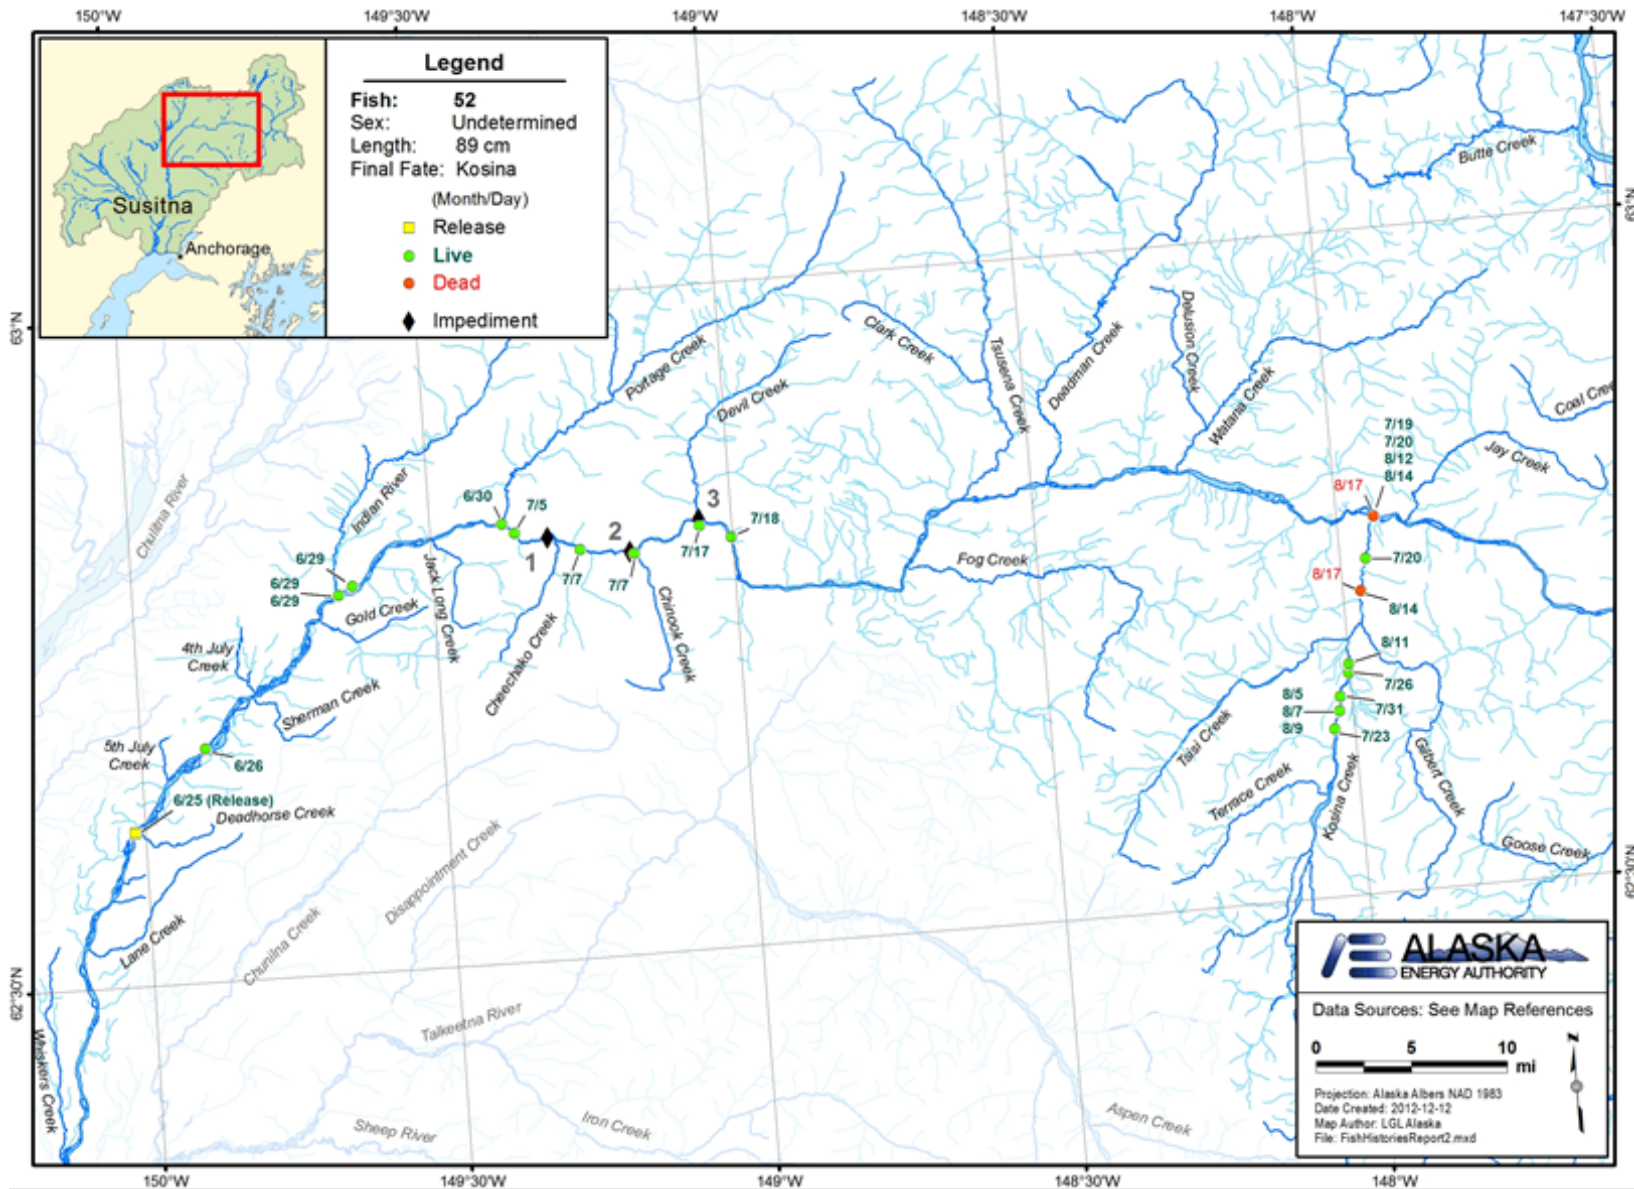 150°W
149°30'W
149°W
148°30'W
148°W
147°30'W
Legend
Fish: 52
Sex: Undetermined
Length: 89 cm
Final Fate: Kosina
(Month/Day)
Release
Live
Dead
Impediment
Susitna
Anchorage
63°N
63°N
Butte Creek
Portage Creek
Devil Creek
Clark Creek
Tsusena Creek
Deadman Creek
Delusion Creek
Watana Creek
Coal Cree
Jay Creek
Chulitna River
Indian River
6/30
7/5
1
2
3
7/7
7/7
7/17
7/18
7/19
7/20
8/12
8/14
8/17
7/20
8/17
8/14
6/29
6/29
6/29
Gold Creek
Jack Long Creek
Cheechako Creek
Chinook Creek
Fog Creek
4th July
Creek
Sherman Creek
8/11
7/26
8/5
8/7
8/9
7/31
7/23
Tsisi Creek
Terrace Creek
Kosina Creek
Gilbert Creek
Goose Creek
5th July
Creek
6/26
6/25 (Release)
Deadhorse Creek
Lane Creek
Disappointment Creek
Chunilna Creek
Talkeetna River
Whiskers Creek
Sheep River
Iron Creek
Aspen Creek
62°30'N
62°30'N
ALASKA
ENERGY AUTHORITY
Data Sources: See Map References
0 5 10
mi
N
Projection: Alaska Albers NAD 1983
Date Created: 2012-12-12
Map Author: LGL Alaska
File: FishHistoriesReport2.mxd
150°W
149°30'W
149°W
148°30'W
148°W